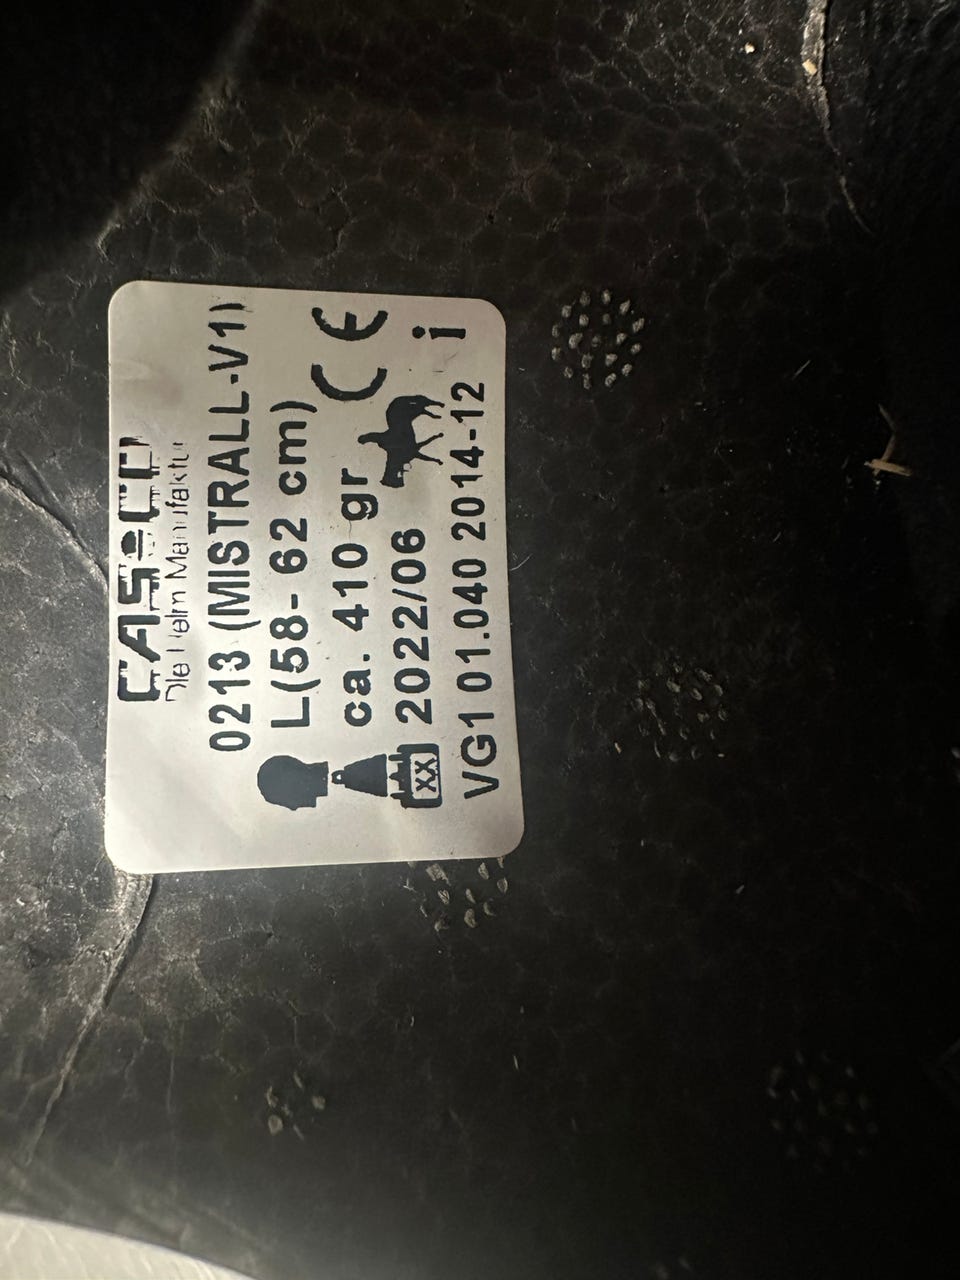 CASCO
Die Helm Manufaktur
0213 (MISTRALL-V1)
L(58- 62 cm)
ca. 410 gr
CE
XX
2022/06
i
VG1 01.040 2014-12